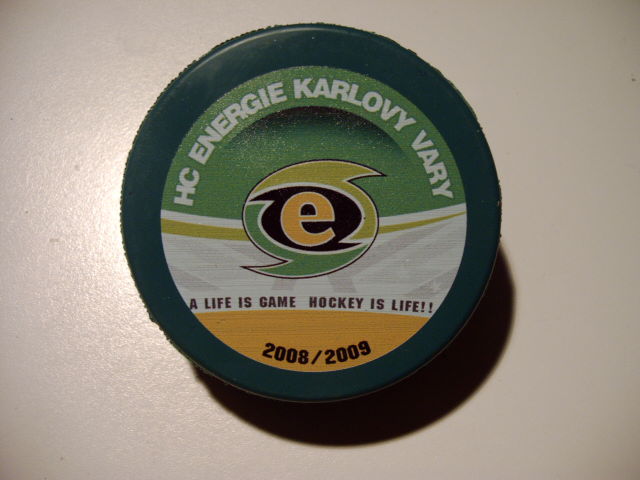 HC ENERGIE KARLOVY VARY
e
A LIFE IS GAME HOCKEY IS LIFE!!
2008/2009